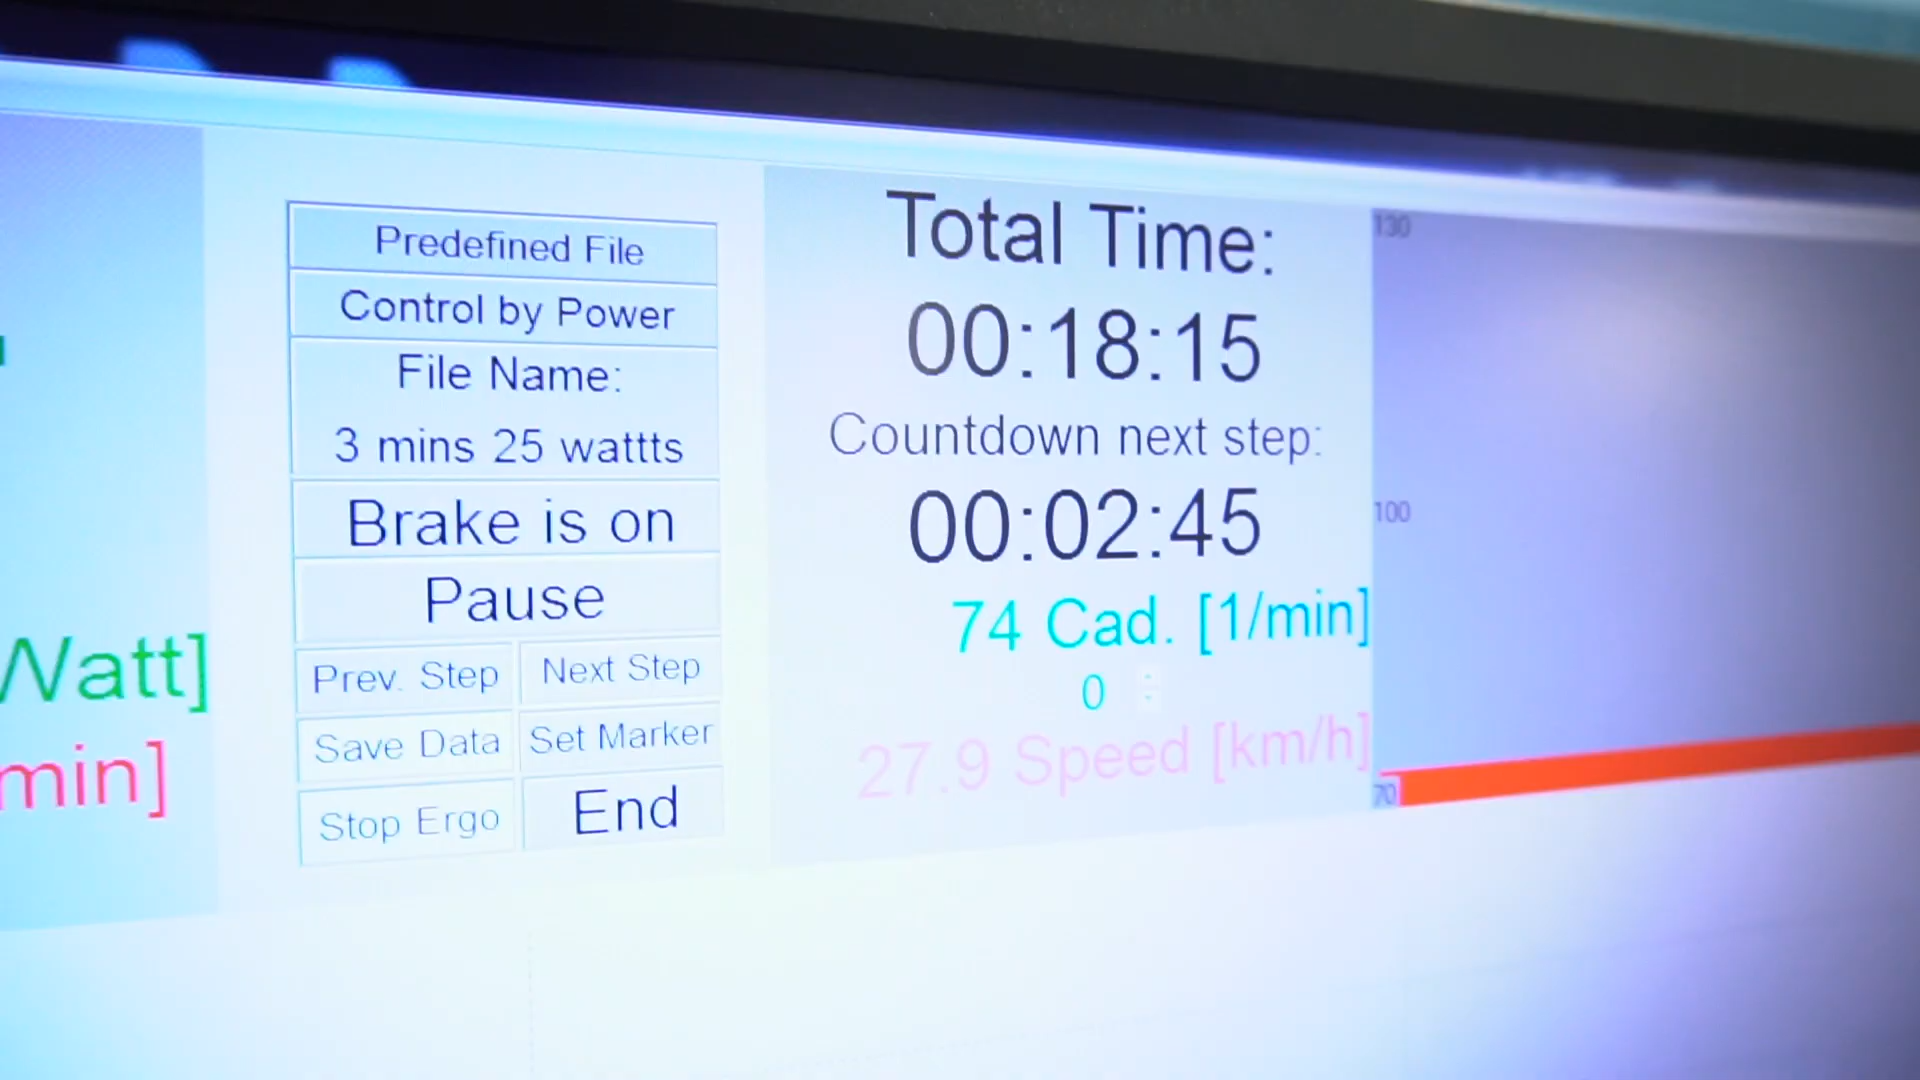 Predefined File
Control by Power
File Name:
3 mins 25 wattts
Brake is on
Pause
Prev. Step
Next Step
Save Data
Set Marker
Stop Ergo
End
Watt]
min]
Total Time:
00:18:15
Countdown next step:
00:02:45
74 Cad. [1/min]
0
27.9 Speed [km/h]
130
100
70